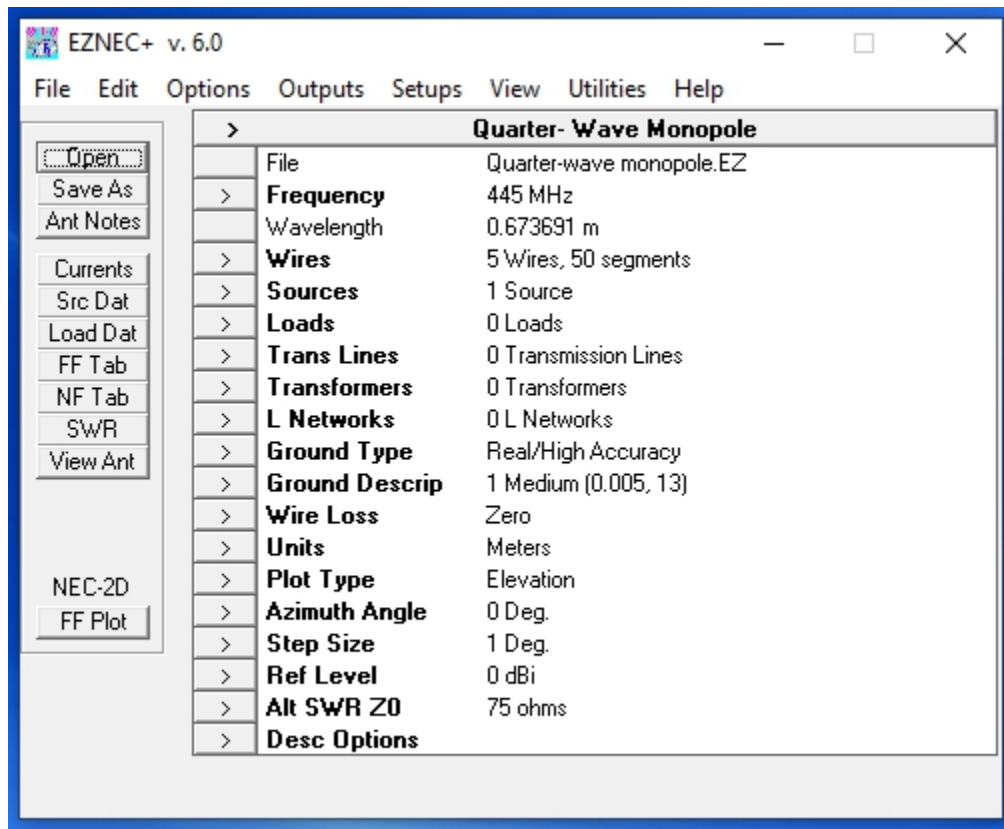 EZNEC+ v. 6.0
File Edit Options Outputs Setups View Utilities Help
Open
Save As
Ant Notes
Currents
Src Dat
Load Dat
FF Tab
NF Tab
SWR
View Ant
NEC-2D
FF Plot
> Quarter- Wave Monopole
File Quarter-wave monopole.EZ
> Frequency 445 MHz
Wavelength 0.673691 m
> Wires 5 Wires, 50 segments
> Sources 1 Source
> Loads 0 Loads
> Trans Lines 0 Transmission Lines
> Transformers 0 Transformers
> L Networks 0 L Networks
> Ground Type Real/High Accuracy
> Ground Descrip 1 Medium (0.005, 13)
> Wire Loss Zero
> Units Meters
> Plot Type Elevation
> Azimuth Angle 0 Deg.
> Step Size 1 Deg.
> Ref Level 0 dBi
> Alt SWR Z0 75 ohms
> Desc Options